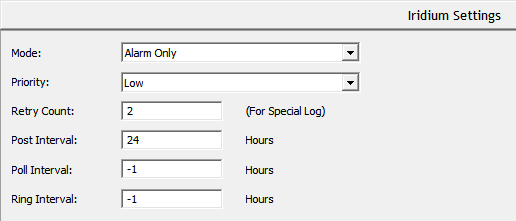 Iridium Settings
Mode: Alarm Only
Priority: Low
Retry Count: 2 (For Special Log)
Post Interval: 24 Hours
Poll Interval: -1 Hours
Ring Interval: -1 Hours